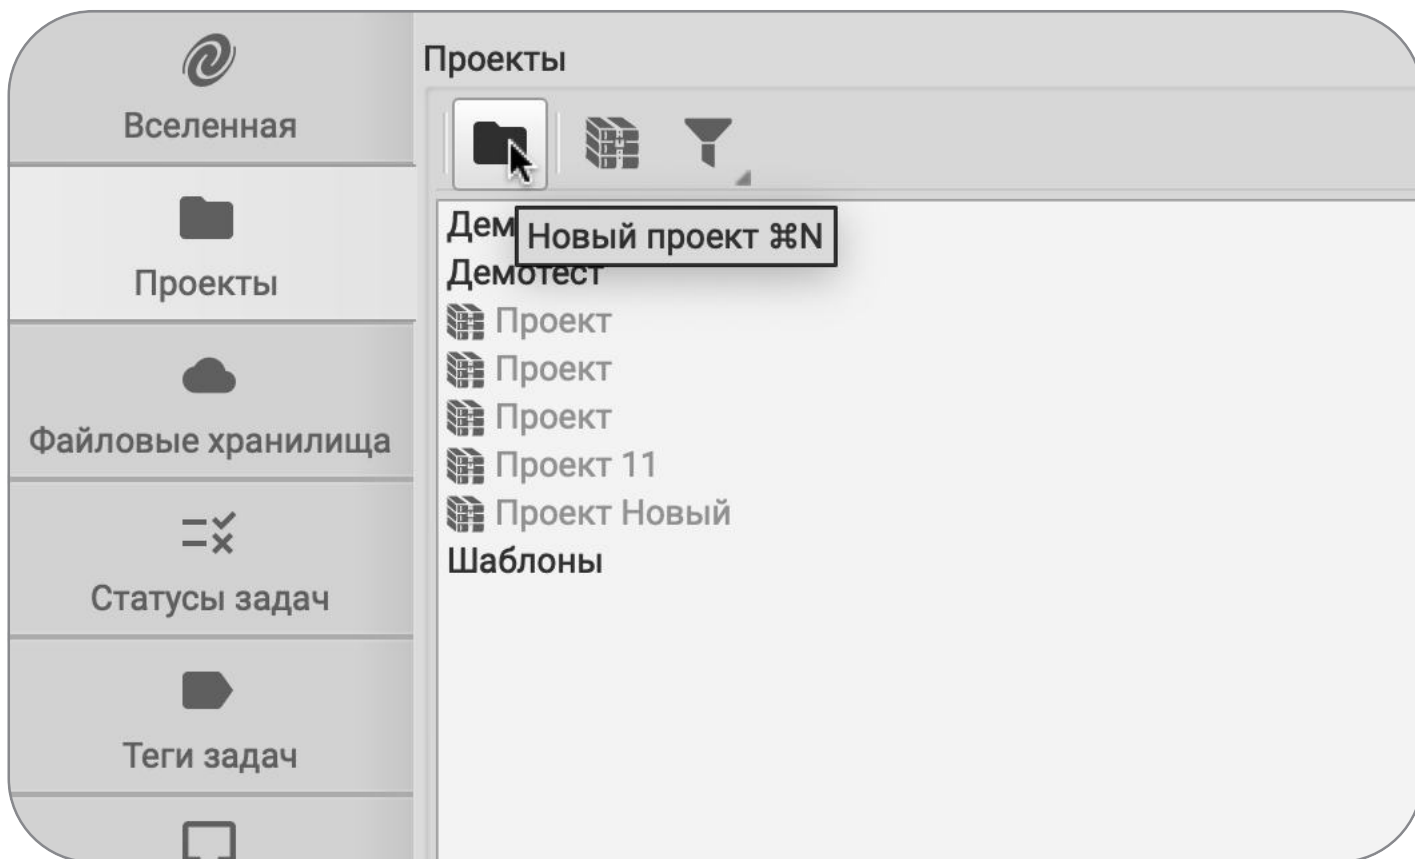 Вселенная
Проекты
Файловые хранилища
Статусы задач
Теги задач
Проекты
Новый проект ⌘N
Дем
Демотест
Проект
Проект
Проект
Проект 11
Проект Новый
Шаблоны